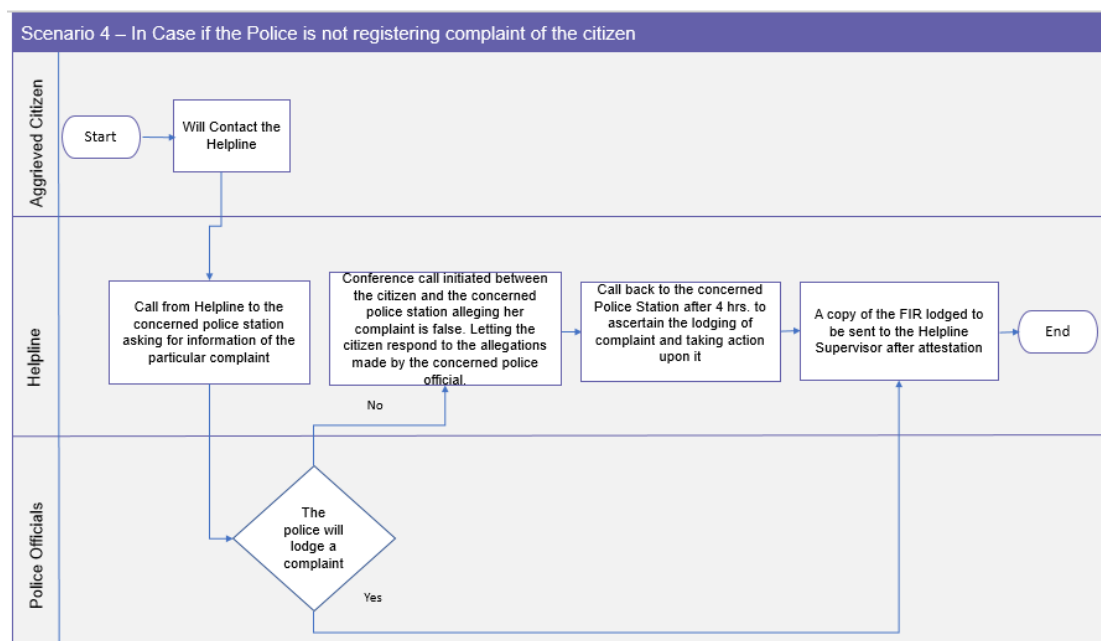 Scenario 4 – In Case if the Police is not registering complaint of the citizen
Aggrieved Citizen
Start
Will Contact the
Helpline
Helpline
Call from Helpline to the
concerned police station
asking for information of the
particular complaint
Conference call initiated between
the citizen and the concerned
police station alleging her
complaint is false. Letting the
citizen respond to the allegations
made by the concerned police
official.
Call back to the concerned
Police Station after 4 hrs. to
ascertain the lodging of
complaint and taking action
upon it
A copy of the FIR lodged to
be sent to the Helpline
Supervisor after attestation
End
No
Police Officials
The
police will
lodge a
complaint
Yes